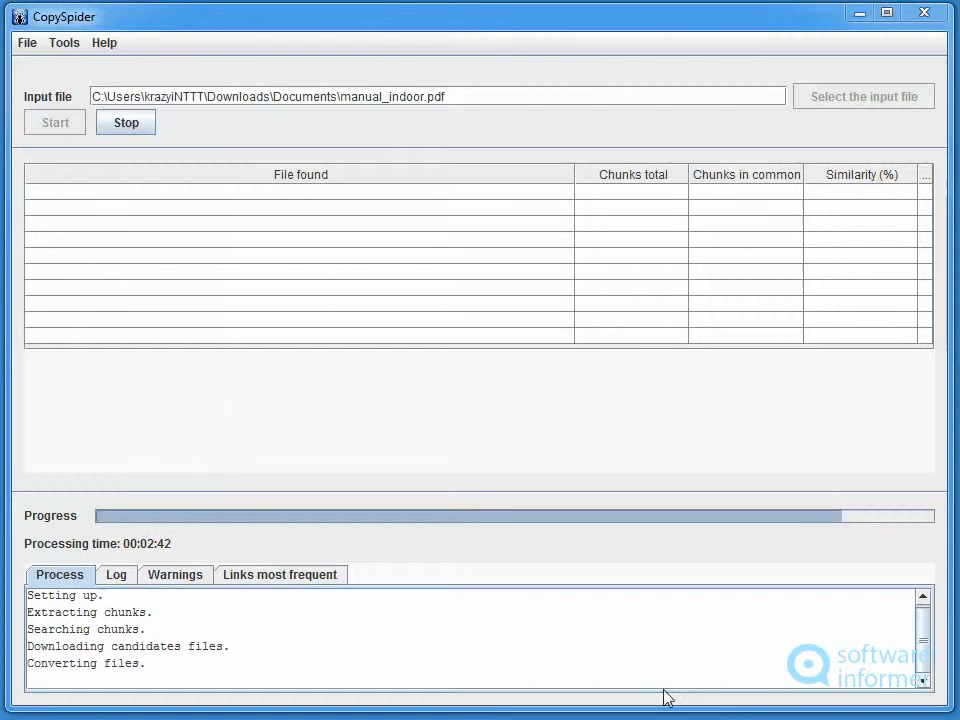 CopySpider
File Tools Help
Input file C:\Users\krazyiNTTT\Downloads\Documents\manual_indoor.pdf Select the input file
Start Stop
File found Chunks total Chunks in common Similarity (%) ...
Progress
Processing time: 00:02:42
Process Log Warnings Links most frequent
Setting up.
Extracting chunks.
Searching chunks.
Downloading candidates files.
Converting files.
software
informer